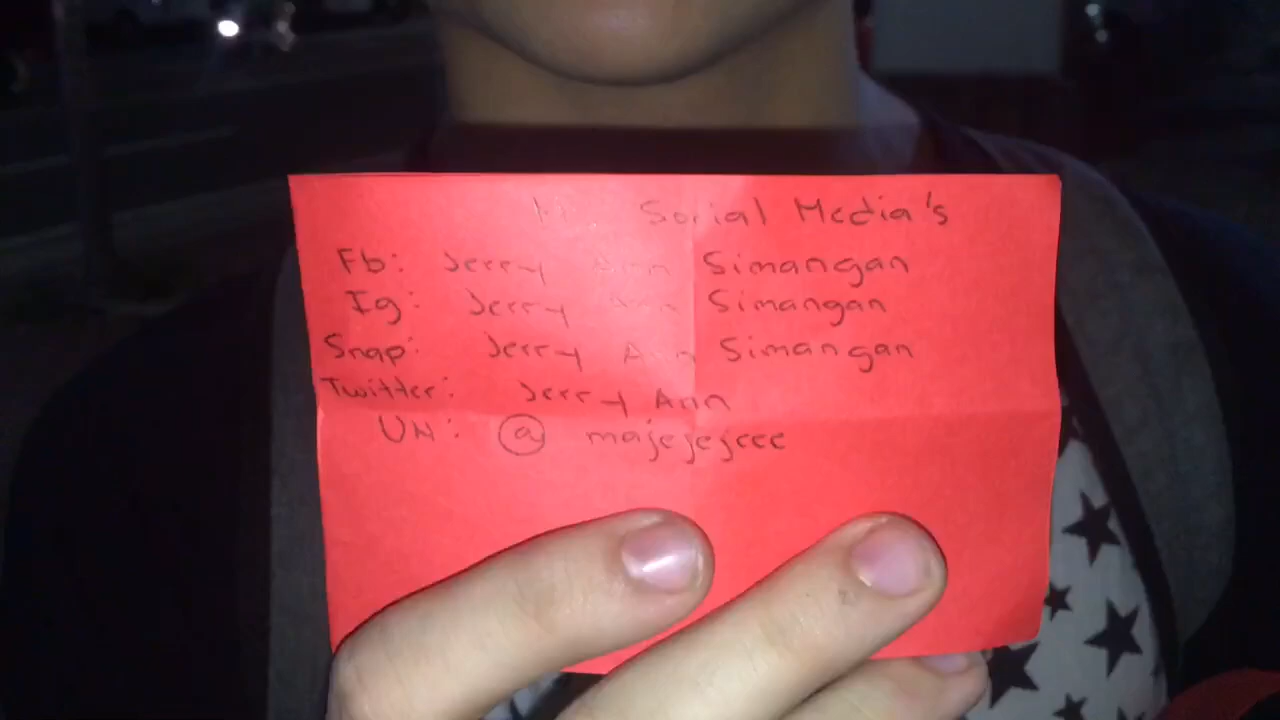 Social Media's
Fb: Jerry Ann Simangan
Ig: Jerry Ann Simangan
Snap: Jerry Ann Simangan
Twitter: Jerry Ann
UN: @ majejejeee